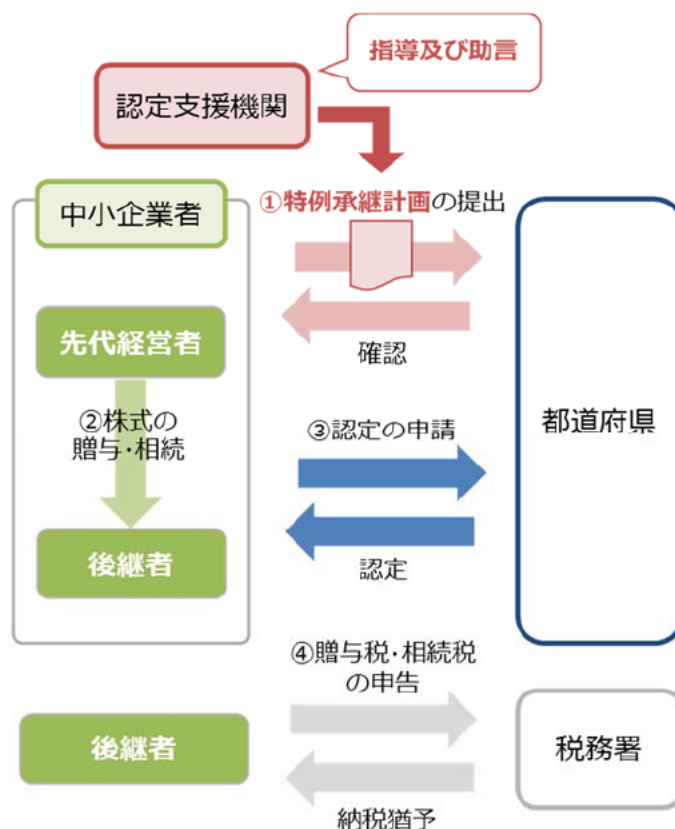 指導及び助言
認定支援機関
中小企業者
①特例承継計画の提出
先代経営者
確認
②株式の
贈与・相続
③認定の申請
都道府県
後継者
認定
④贈与税・相続税
の申告
後継者
税務署
納税猶予